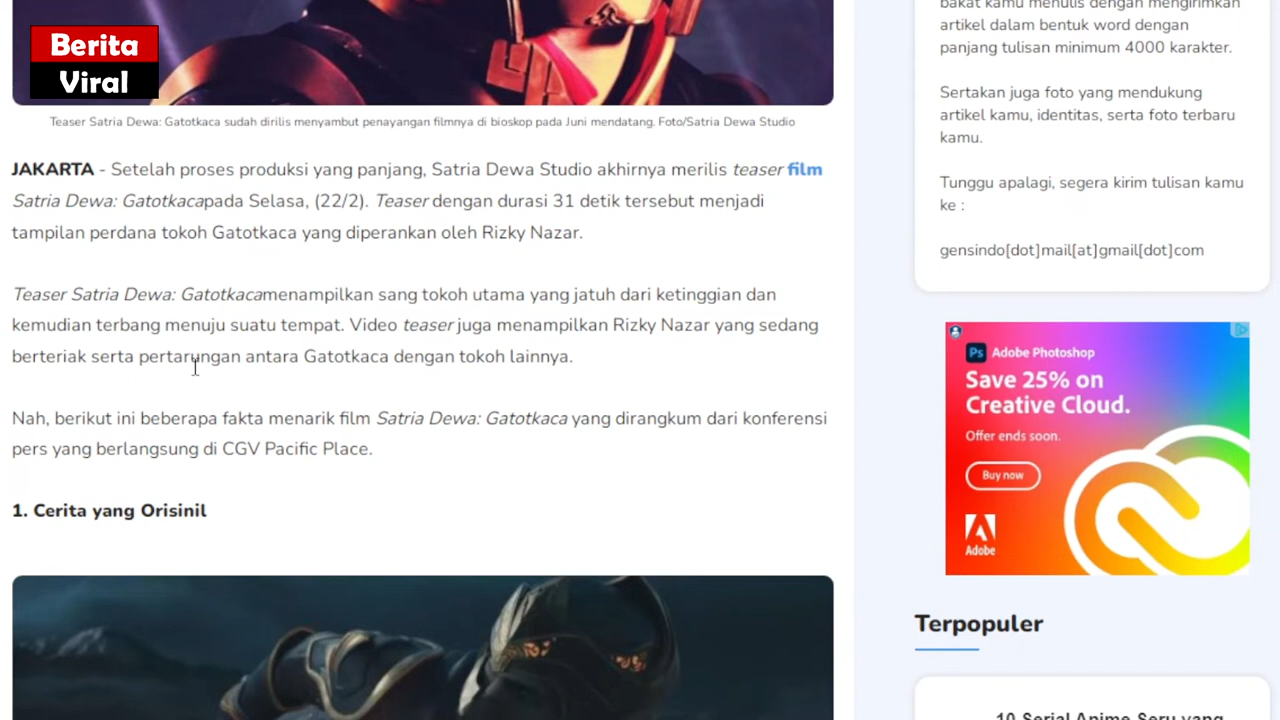 Berita
Viral
Teaser Satria Dewa: Gatotkaca sudah dirilis menyambut penayangan filmnya di bioskop pada Juni mendatang. Foto/Satria Dewa Studio
JAKARTA - Setelah proses produksi yang panjang, Satria Dewa Studio akhirnya merilis teaser film
Satria Dewa: Gatotkacapada Selasa, (22/2). Teaser dengan durasi 31 detik tersebut menjadi
tampilan perdana tokoh Gatotkaca yang diperankan oleh Rizky Nazar.
Teaser Satria Dewa: Gatotkacamenampilkan sang tokoh utama yang jatuh dari ketinggian dan
kemudian terbang menuju suatu tempat. Video teaser juga menampilkan Rizky Nazar yang sedang
berteriak serta pertarungan antara Gatotkaca dengan tokoh lainnya.
Nah, berikut ini beberapa fakta menarik film Satria Dewa: Gatotkaca yang dirangkum dari konferensi
pers yang berlangsung di CGV Pacific Place.
1. Cerita yang Orisinil
bakat kamu menulis dengan mengirimkan
artikel dalam bentuk word dengan
panjang tulisan minimum 4000 karakter.
Sertakan juga foto yang mendukung
artikel kamu, identitas, serta foto terbaru
kamu.
Tunggu apalagi, segera kirim tulisan kamu
ke :
gensindo[dot]mail[at]gmail[dot]com
Ps Adobe Photoshop
Save 25% on
Creative Cloud.
Offer ends soon.
Buy now
Adobe
Terpopuler
10 Serial Anime Seru yang